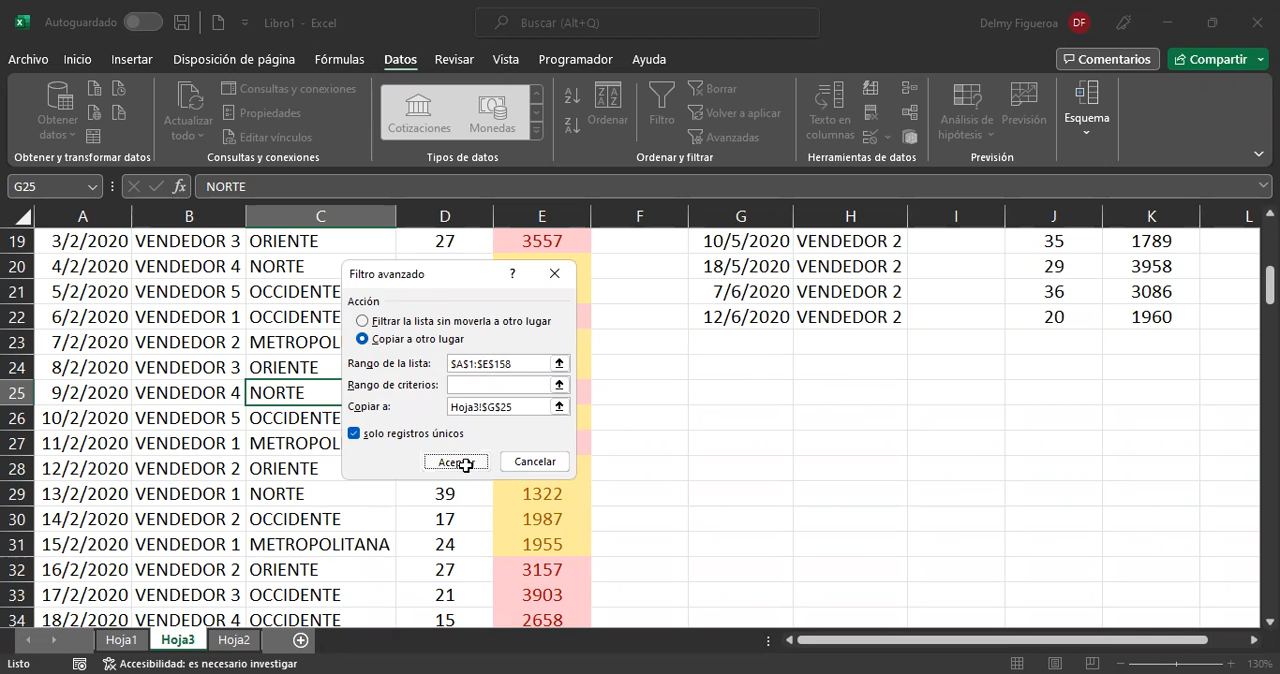 Autoguardado Libro1 - Excel Buscar (Alt+Q) Delmy Figueroa DF
Archivo Inicio Insertar Disposición de página Fórmulas Datos Revisar Vista Programador Ayuda Comentarios Compartir
Obtener datos
Actualizar todo
Consultas y conexiones
Propiedades
Editar vínculos
Cotizaciones Monedas
Ordenar
Filtro
Borrar
Volver a aplicar
Avanzadas
Texto en columnas
Análisis de hipótesis
Previsión
Esquema
Obtener y transformar datos Consultas y conexiones Tipos de datos Ordenar y filtrar Herramientas de datos Previsión
G25 fx NORTE
A B C D E F G H I J K L
19 3/2/2020 VENDEDOR 3 ORIENTE 27 3557 10/5/2020 VENDEDOR 2 35 1789
20 4/2/2020 VENDEDOR 4 NORTE 18/5/2020 VENDEDOR 2 29 3958
21 5/2/2020 VENDEDOR 5 OCCIDENTE 7/6/2020 VENDEDOR 2 36 3086
22 6/2/2020 VENDEDOR 1 OCCIDENTE 12/6/2020 VENDEDOR 2 20 1960
23 7/2/2020 VENDEDOR 2 METROPOL
24 8/2/2020 VENDEDOR 3 ORIENTE
25 9/2/2020 VENDEDOR 4 NORTE
26 10/2/2020 VENDEDOR 5 OCCIDENTE
27 11/2/2020 VENDEDOR 1 METROPOL
28 12/2/2020 VENDEDOR 2 ORIENTE
29 13/2/2020 VENDEDOR 1 NORTE 39 1322
30 14/2/2020 VENDEDOR 2 OCCIDENTE 17 1987
31 15/2/2020 VENDEDOR 1 METROPOLITANA 24 1955
32 16/2/2020 VENDEDOR 2 ORIENTE 27 3157
33 17/2/2020 VENDEDOR 3 OCCIDENTE 21 3903
34 18/2/2020 VENDEDOR 4 OCCIDENTE 15 2658
Filtro avanzado ?
Acción
Filtrar la lista sin moverla a otro lugar
Copiar a otro lugar
Rango de la lista: $A$1:$E$158
Rango de criterios:
Copiar a: Hoja3!$G$25
Solo registros únicos
Aceptar Cancelar
Hoja1 Hoja3 Hoja2
Listo Accesibilidad: es necesario investigar 130%